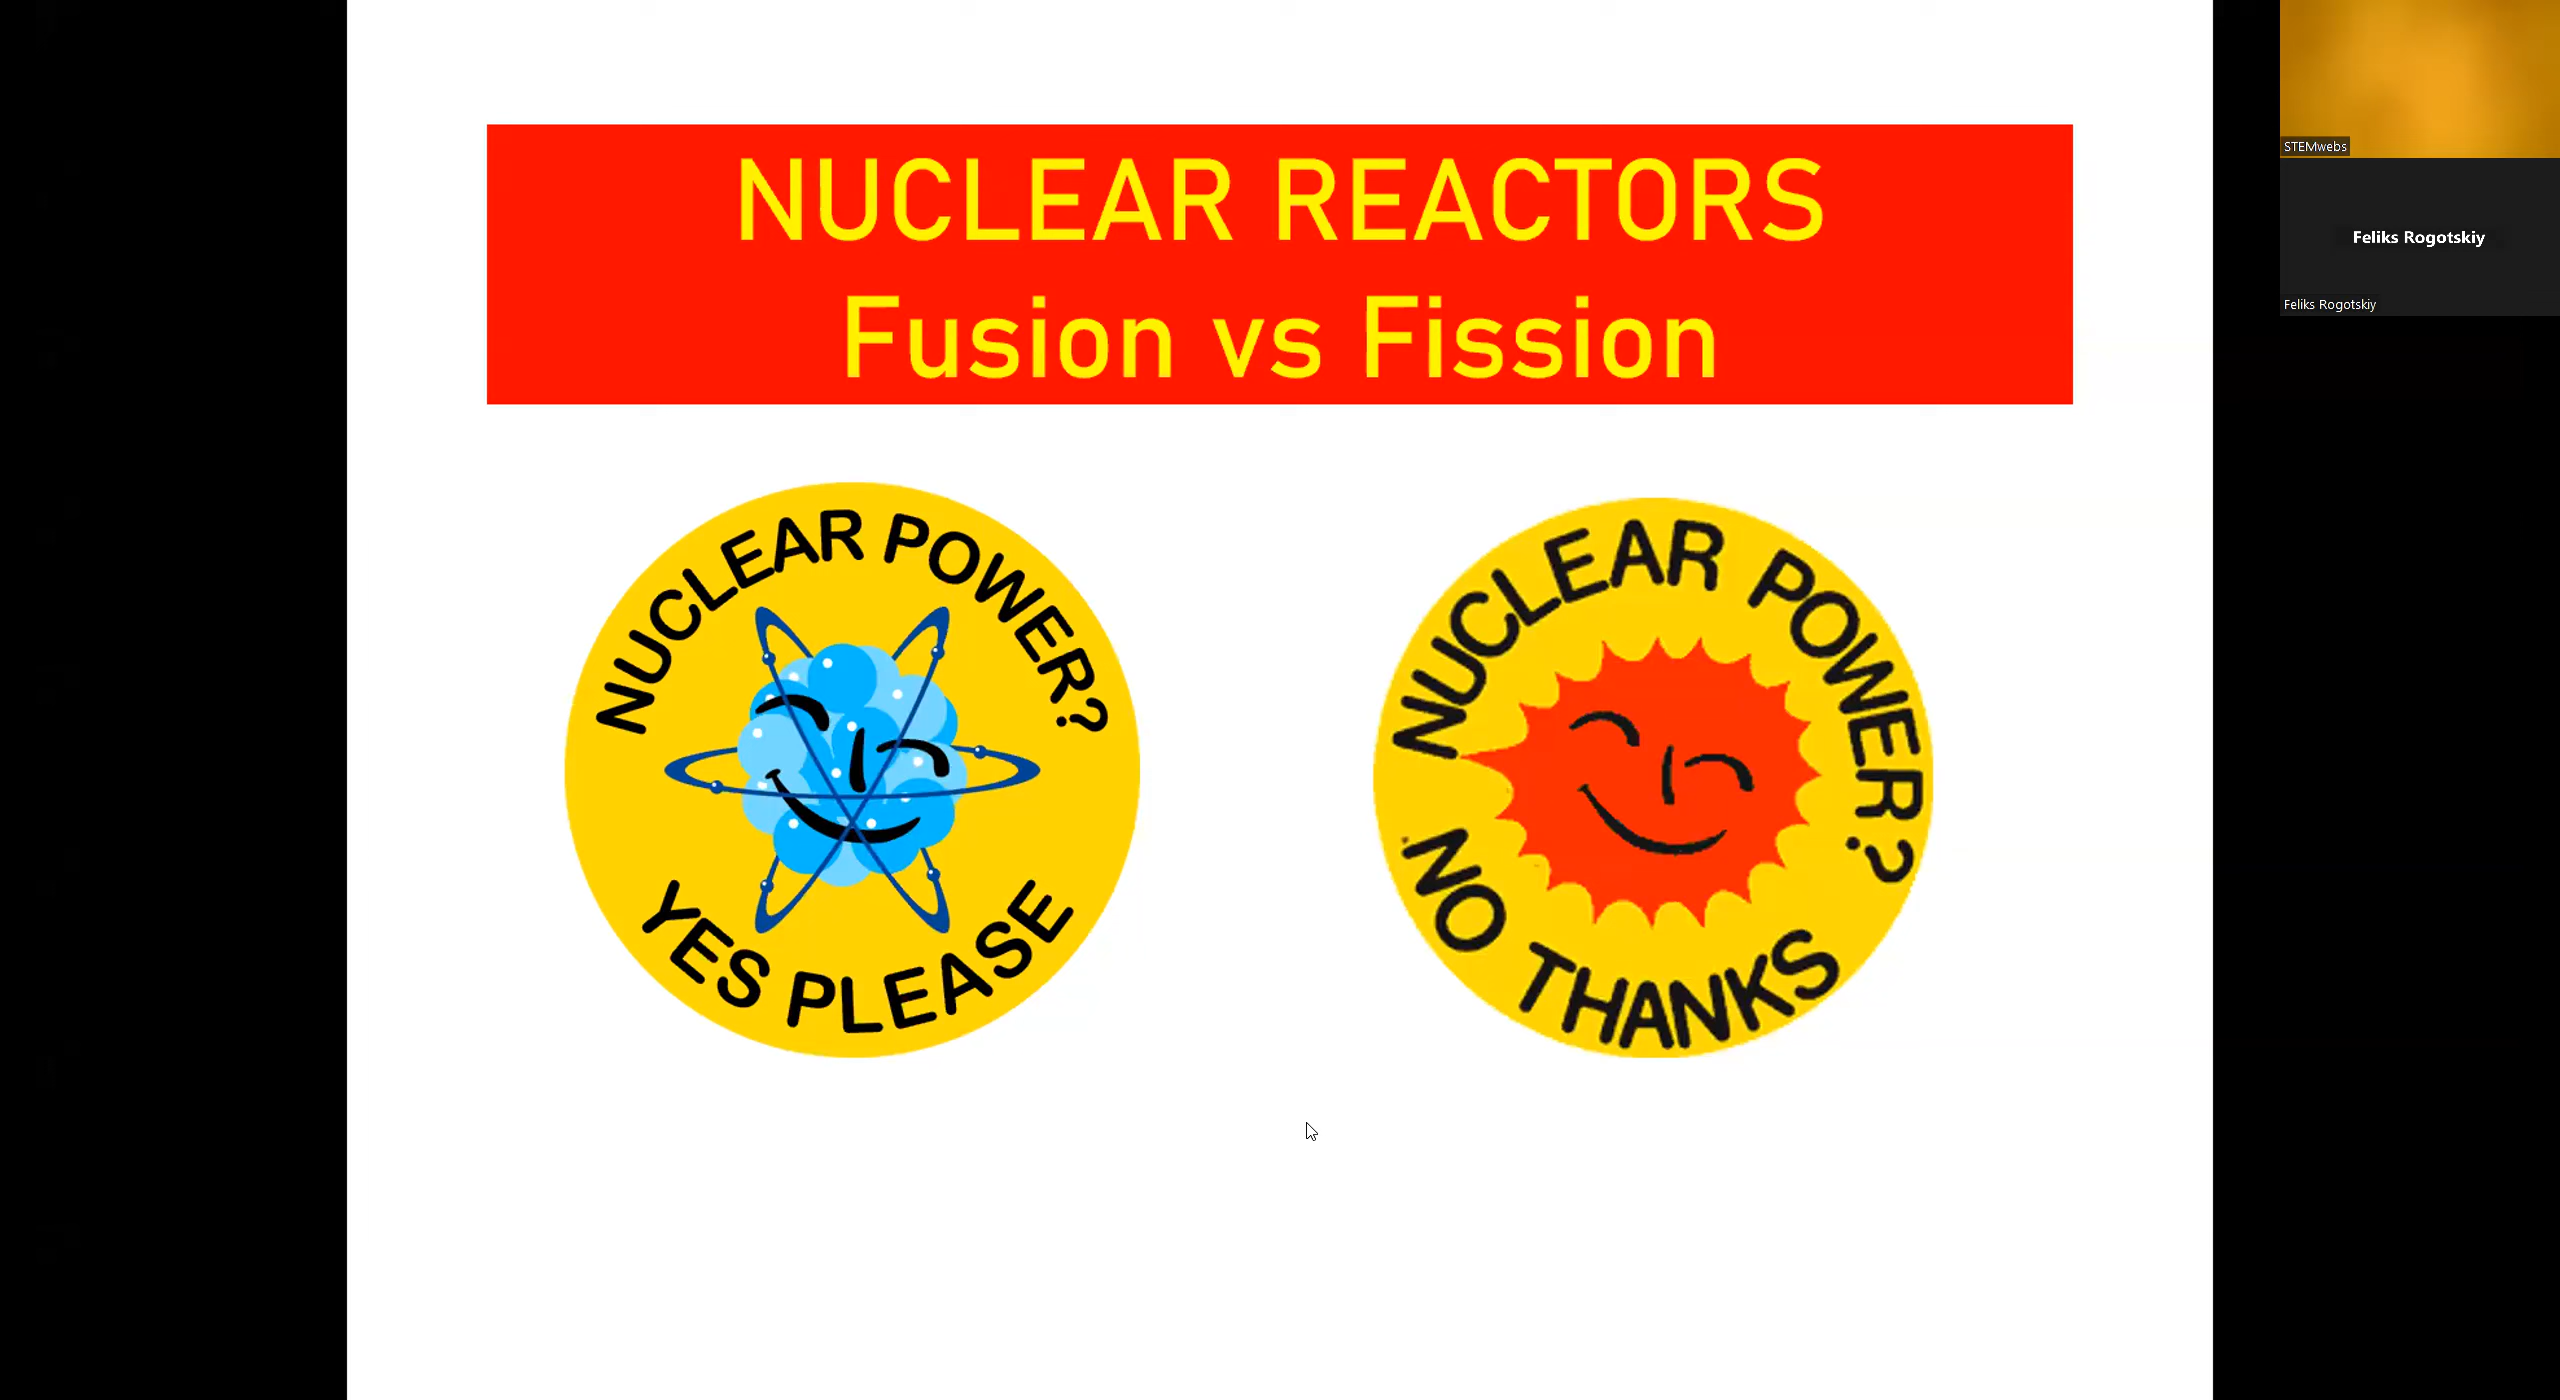 NUCLEAR REACTORS
Fusion vs Fission
NUCLEAR POWER?
YES PLEASE
NUCLEAR POWER?
NO THANKS
STEMwebs
Feliks Rogotskiy
Feliks Rogotskiy